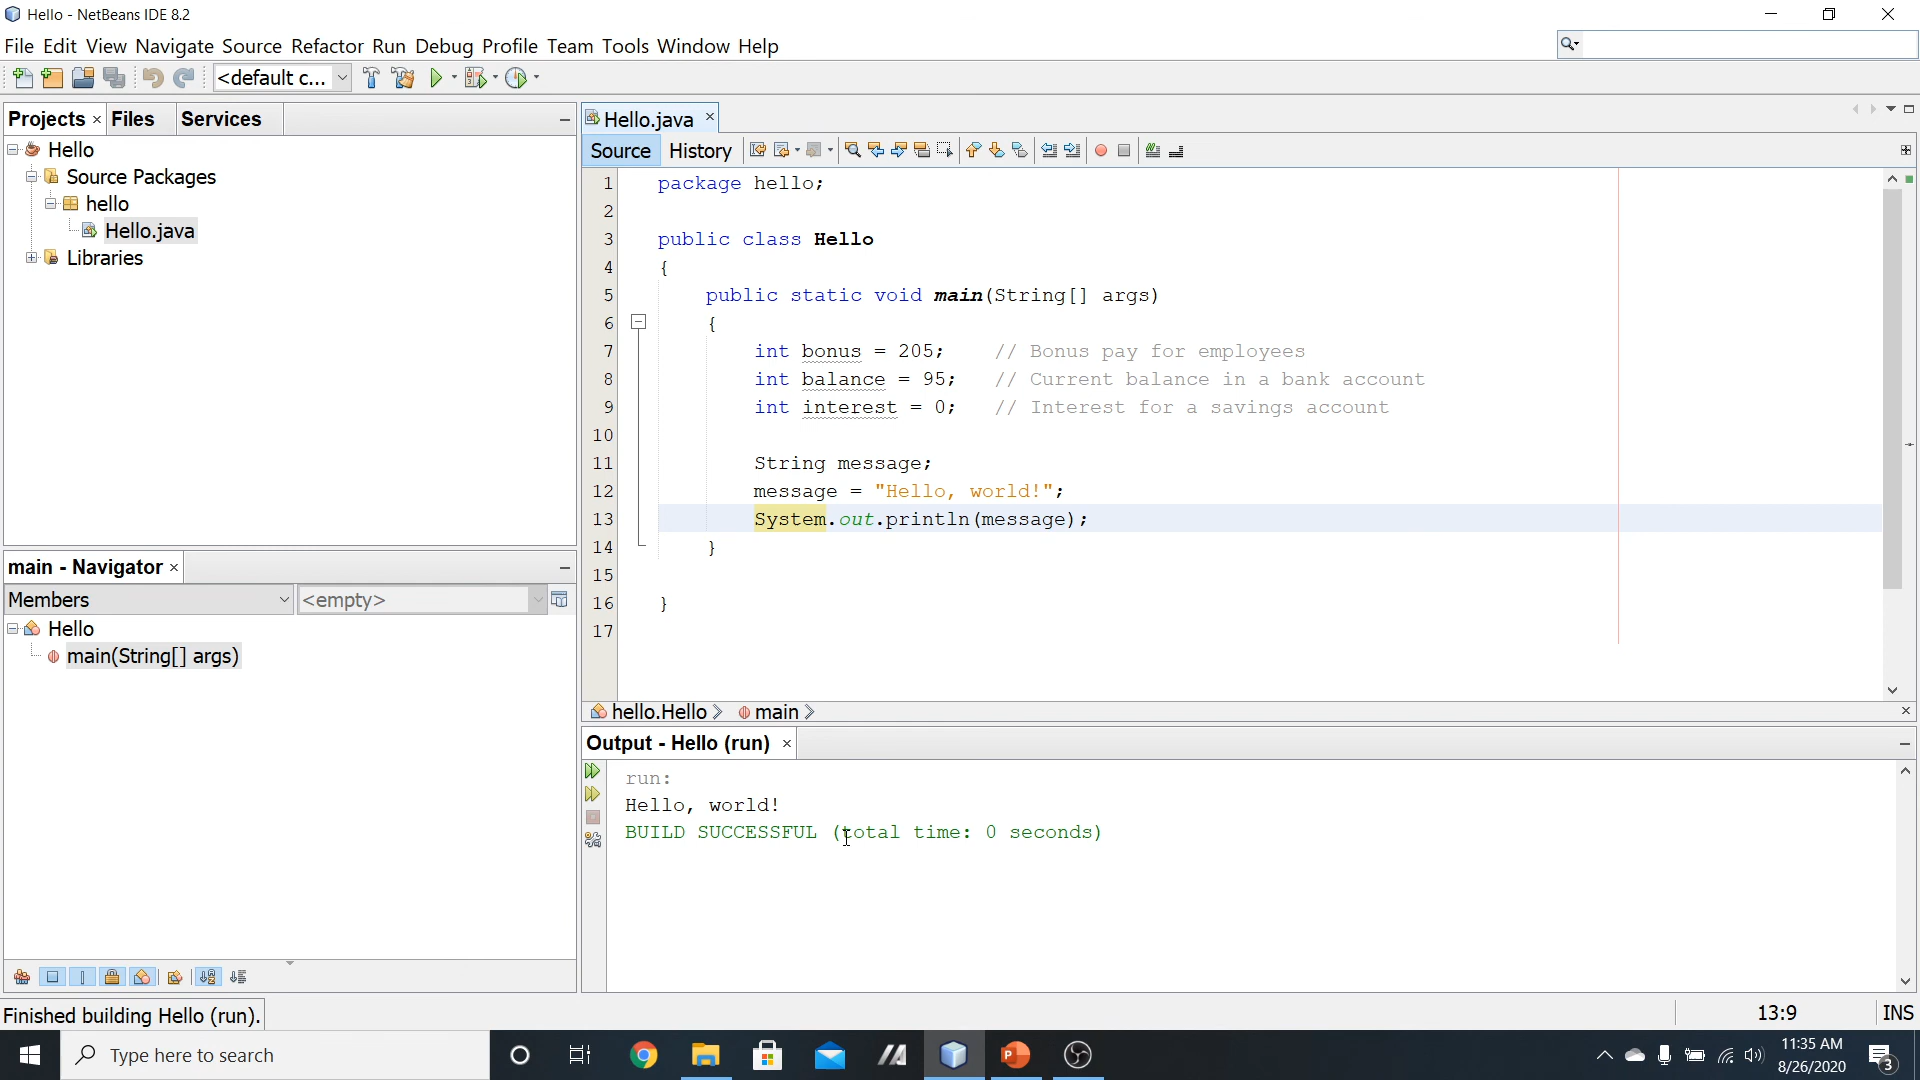 Hello - NetBeans IDE 8.2
File Edit View Navigate Source Refactor Run Debug Profile Team Tools Window Help
<default c...
Projects Files Services
Hello
Source Packages
hello
Hello.java
Libraries
main - Navigator
Members <empty>
Hello
main(String[] args)
Hello.java
Source History
1 package hello;
2
3 public class Hello
4 {
5 public static void main(String[] args)
6 {
7 int bonus = 205; // Bonus pay for employees
8 int balance = 95; // Current balance in a bank account
9 int interest = 0; // Interest for a savings account
10
11 String message;
12 message = "Hello, world!";
13 System.out.println(message);
14 }
15
16 }
17
hello.Hello main
Output - Hello (run)
run:
Hello, world!
BUILD SUCCESSFUL (total time: 0 seconds)
Finished building Hello (run).
13:9 INS
Type here to search
P
11:35 AM
8/26/2020
3